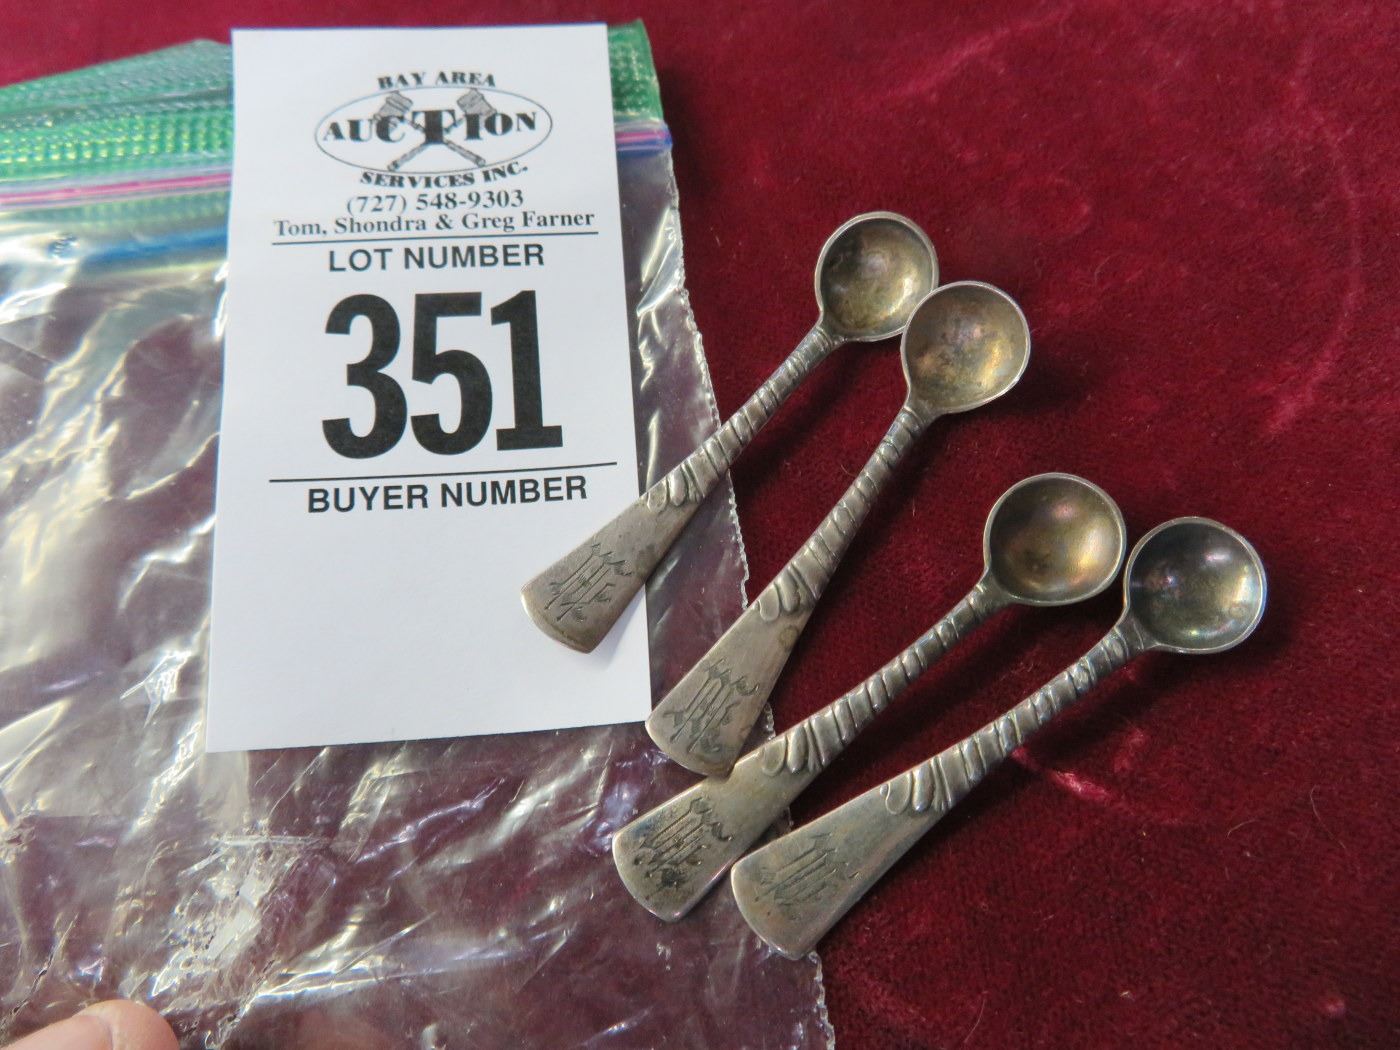 BAY AREA
AUCTION
SERVICES INC.
(727) 548-9303
Tom, Shondra & Greg Farner
LOT NUMBER
351
BUYER NUMBER